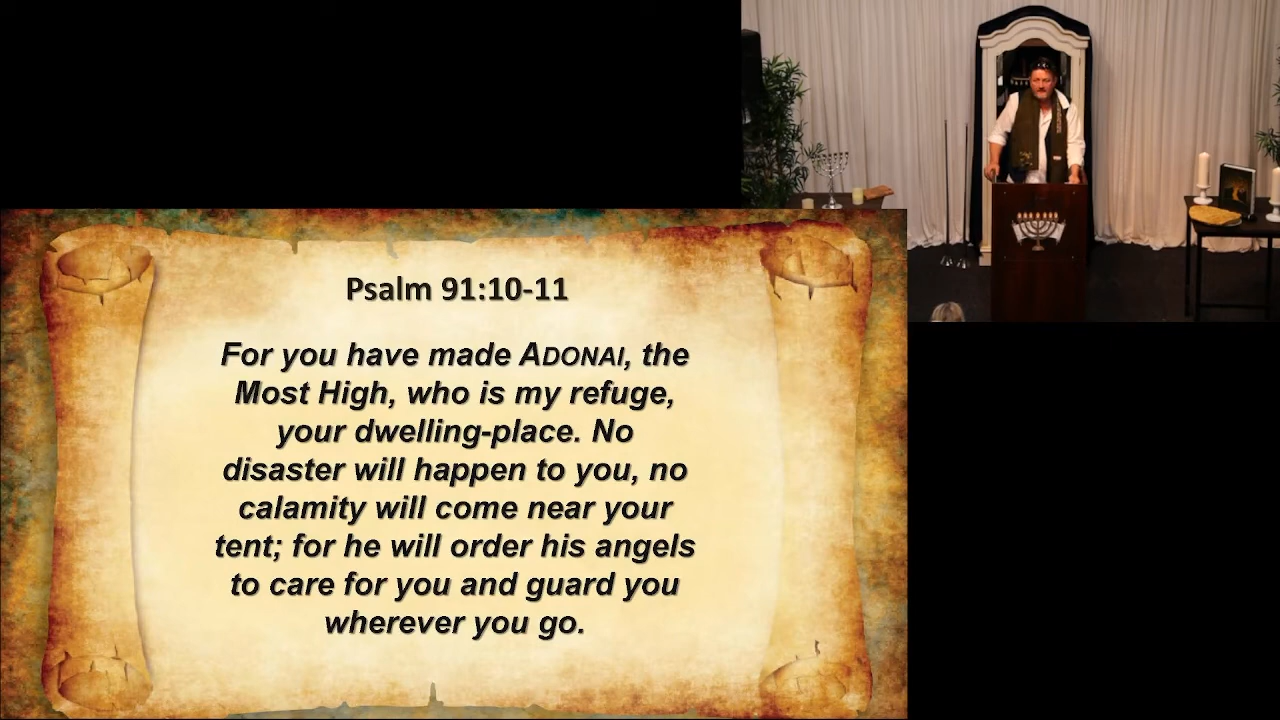 Psalm 91:10-11
For you have made ADONAI, the
Most High, who is my refuge,
your dwelling-place. No
disaster will happen to you, no
calamity will come near your
tent; for he will order his angels
to care for you and guard you
wherever you go.